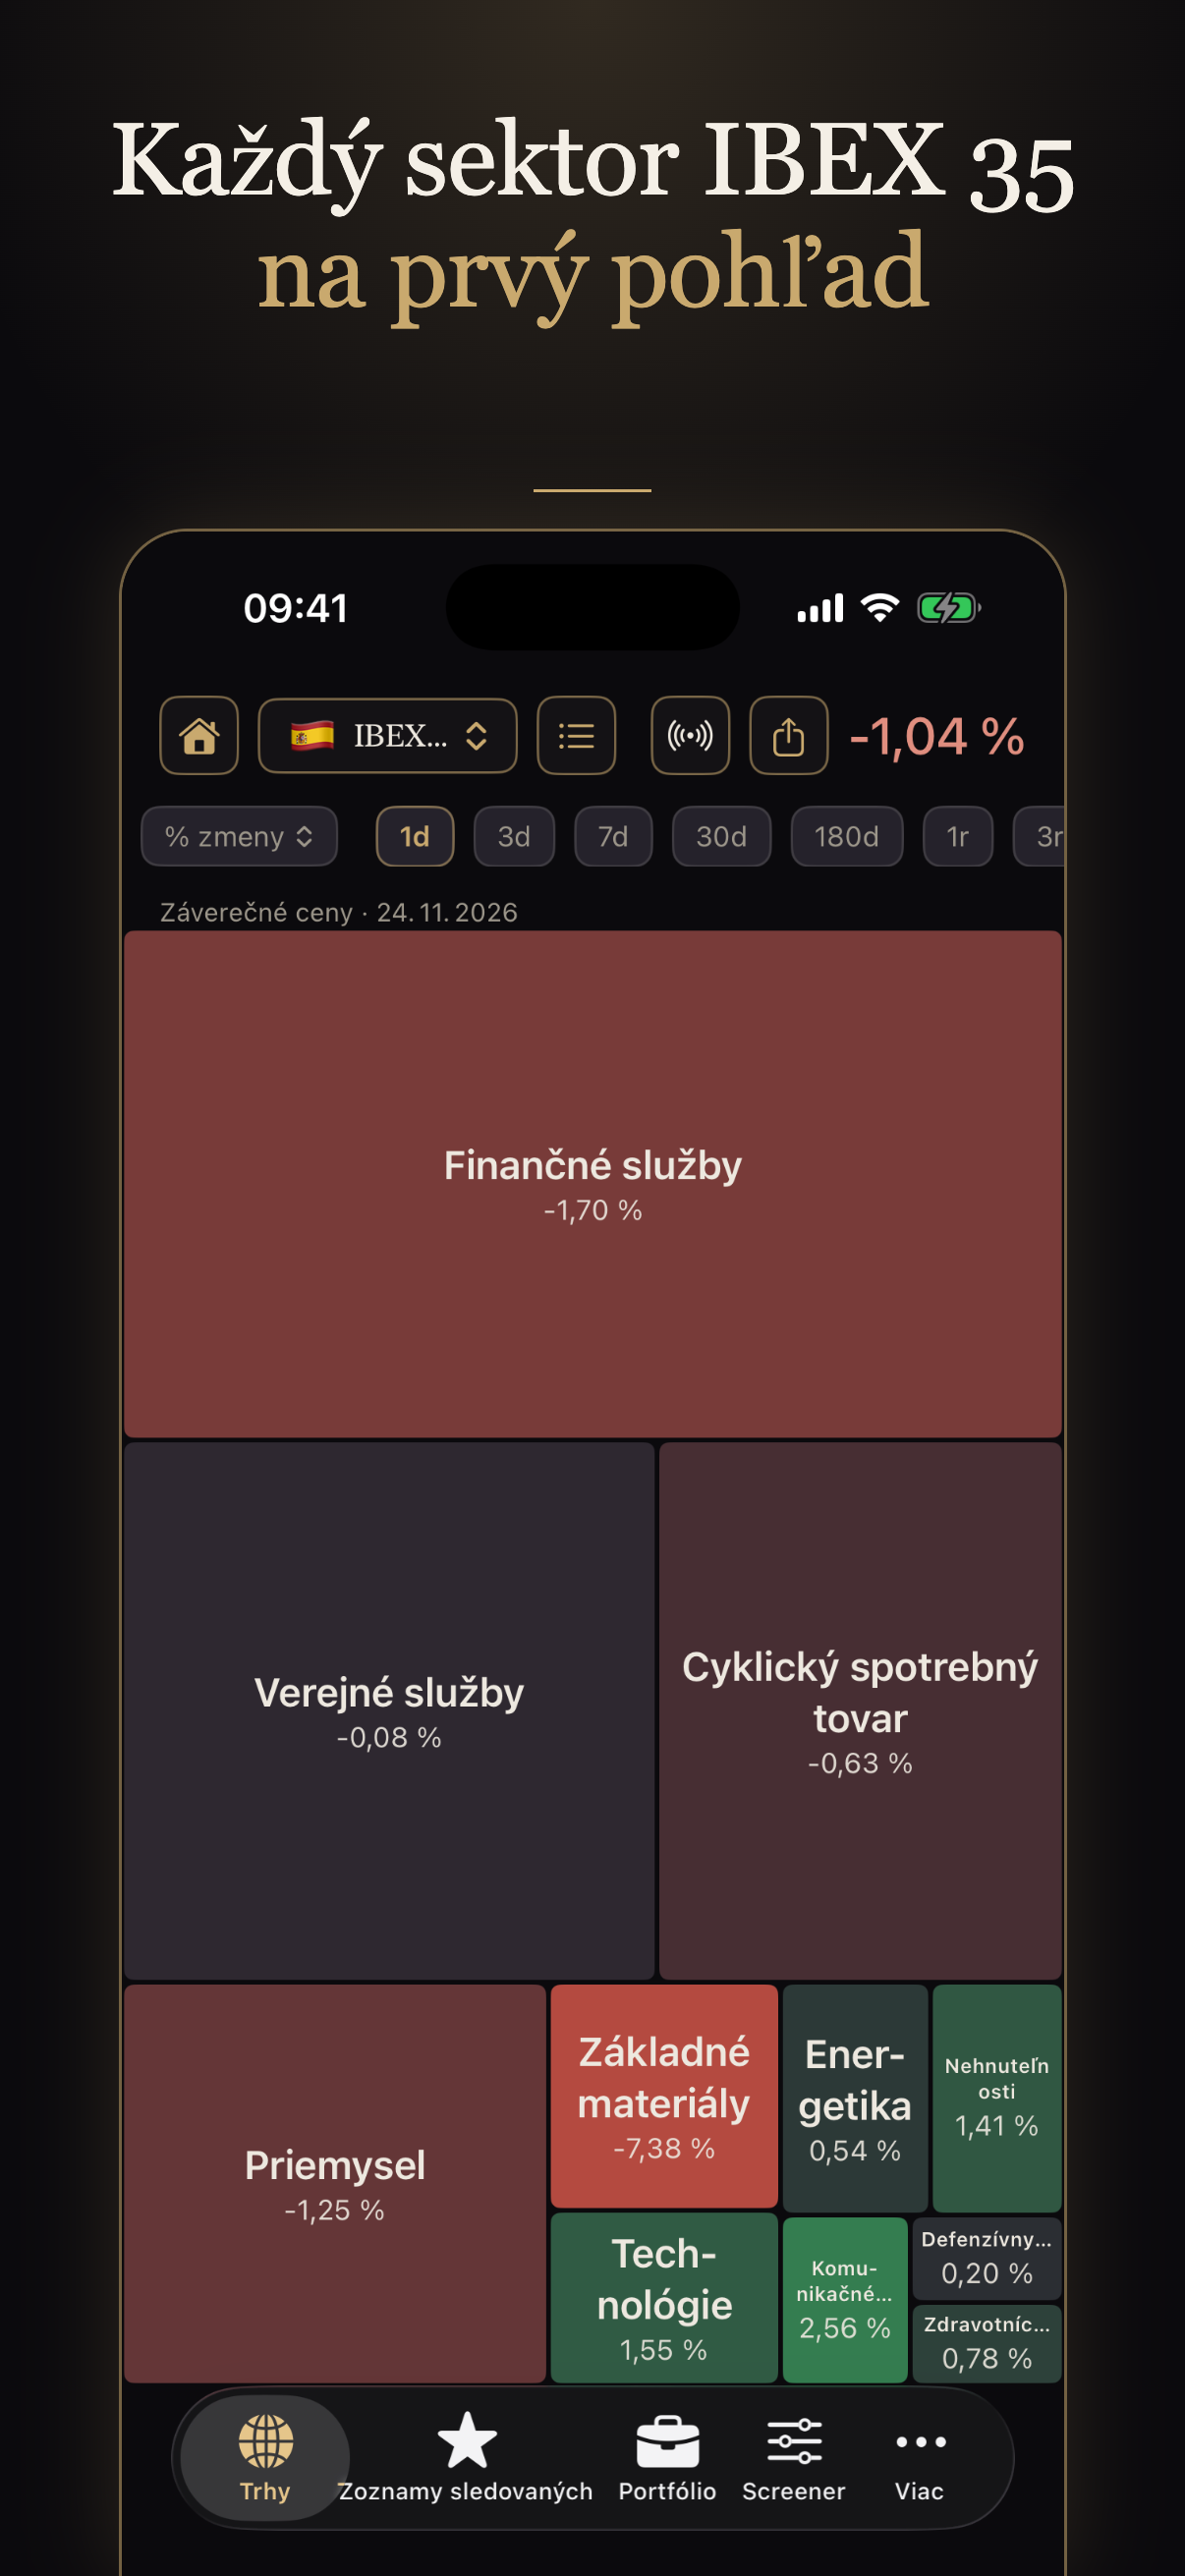 Každý sektor IBEX 35
na prvý pohľad
09:41
IBEX...
-1,04 %
% zmeny
1d
3d
7d
30d
180d
1r
3r
Záverečné ceny · 24. 11. 2026
Finančné služby
-1,70 %
Verejné služby
-0,08 %
Cyklický spotrebný
tovar
-0,63 %
Priemysel
-1,25 %
Základné
materiály
-7,38 %
Ener-
getika
0,54 %
Nehnuteľn
osti
1,41 %
Tech-
nológie
1,55 %
Komu-
nikačné...
2,56 %
Defenzívny...
0,20 %
Zdravotníc...
0,78 %
Trhy
Zoznamy sledovaných
Portfólio
Screener
Viac